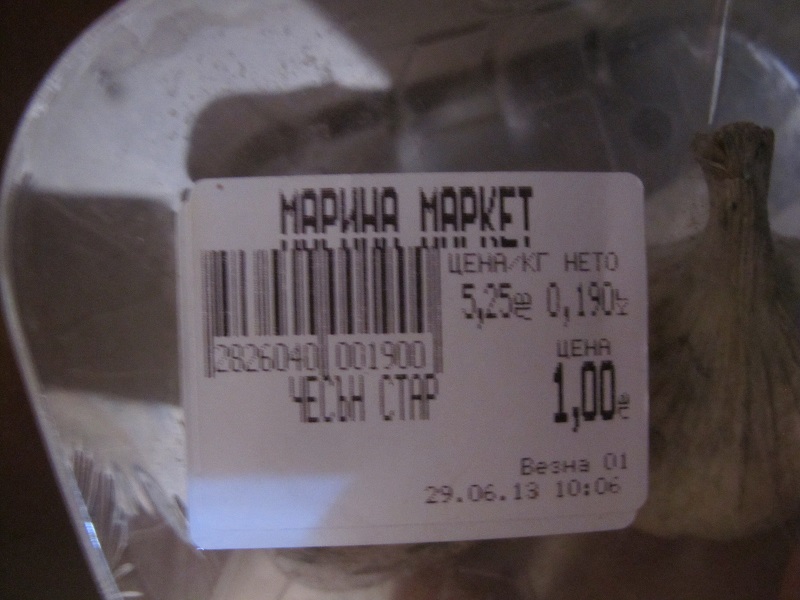 МАРИНА МАРКЕТ
ЦЕНА/КГ НЕТО
5,25лв 0,190кг
2826040 001900
ЦЕНА
ЧЕСЪН СТАР
1,00лв
Везна 01
29.06.13 10:06